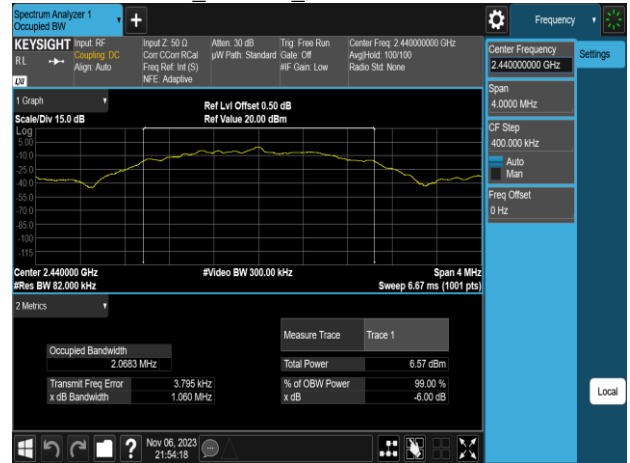 Spectrum Analyzer 1
Occupied BW
+
Frequency
KEYSIGHT
Input: RF
Coupling: DC
Align: Auto
RL
LXI
Input Z: 50 Ω
Corr CCorr RCal
Freq Ref: Int (S)
NFE: Adaptive
Atten: 30 dB
µW Path: Standard
Trig: Free Run
Gate: Off
#IF Gain: Low
Center Freq: 2.440000000 GHz
Avg|Hold: 100/100
Radio Std: None
Center Frequency
2.440000000 GHz
Settings
Span
4.0000 MHz
CF Step
400.000 kHz
Auto
Man
Freq Offset
0 Hz
Local
1 Graph
Scale/Div 15.0 dB
Ref Lvl Offset 0.50 dB
Ref Value 20.00 dBm
Log
5.00
-10.0
-25.0
-40.0
-55.0
-70.0
-85.0
-100
-115
Center 2.440000 GHz
#Video BW 300.00 kHz
Span 4 MHz
#Res BW 82.000 kHz
Sweep 6.67 ms (1001 pts)
2 Metrics
Measure Trace Trace 1
Occupied Bandwidth
2.0683 MHz
Total Power 6.57 dBm
Transmit Freq Error 3.795 kHz
% of OBW Power 99.00 %
x dB Bandwidth 1.060 MHz
x dB -6.00 dB
?
Nov 06, 2023
21:54:18